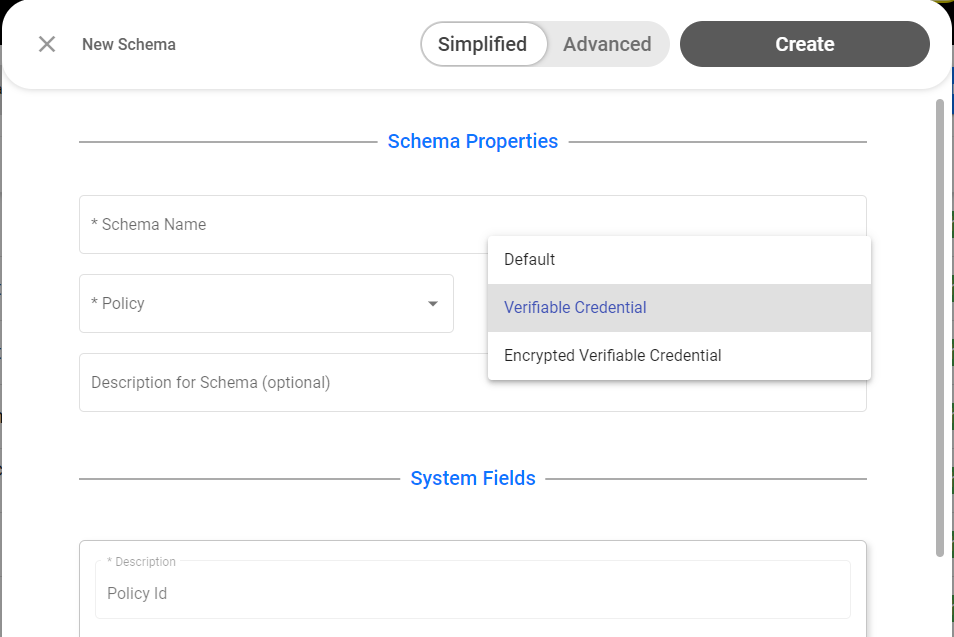 New Schema
Simplified
Advanced
Create
Schema Properties
* Schema Name
Default
* Policy
Verifiable Credential
Encrypted Verifiable Credential
Description for Schema (optional)
System Fields
* Description
Policy Id